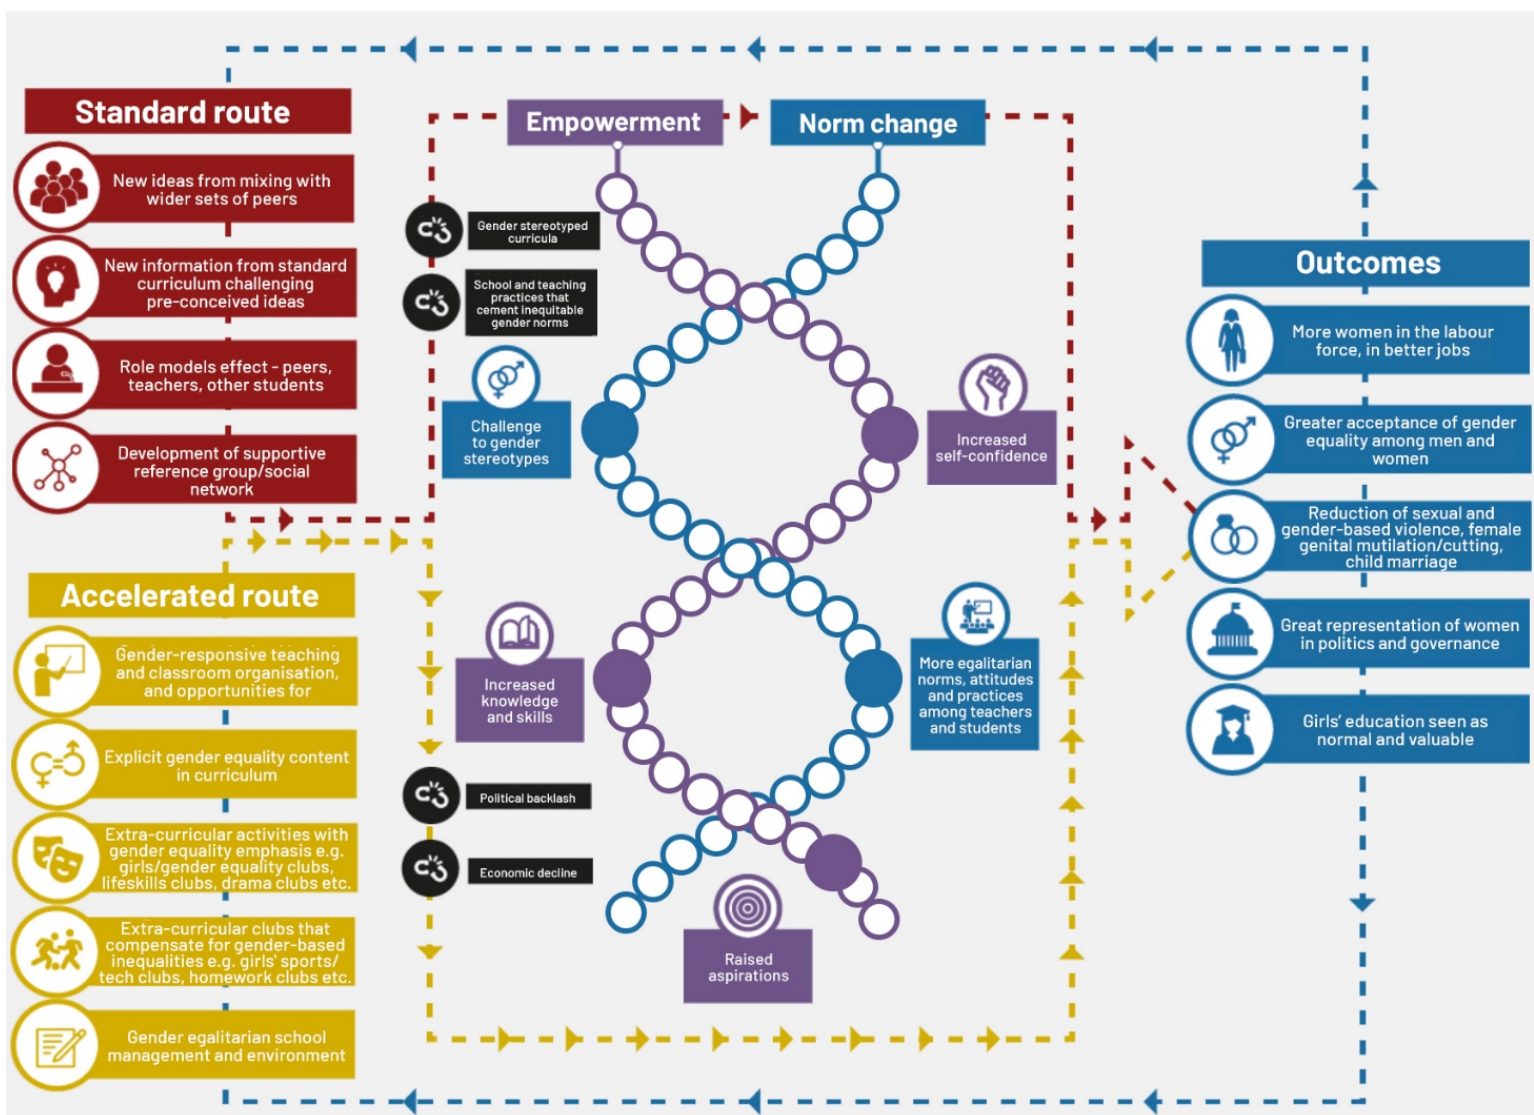 Standard route
New ideas from mixing with
wider sets of peers
New information from standard
curriculum challenging
pre-conceived ideas
Role models effect - peers,
teachers, other students
Development of supportive
reference group/social
network
Accelerated route
Gender-responsive teaching
and classroom organisation,
and opportunities for
Explicit gender equality content
in curriculum
Extra-curricular activities with
gender equality emphasis e.g.
girls/gender equality clubs,
lifeskills clubs, drama clubs etc.
Extra-curricular clubs that
compensate for gender-based
inequalities e.g. girls' sports/
tech clubs, homework clubs etc.
Gender egalitarian school
management and environment
Empowerment
Norm change
Gender stereotyped
curricula
School and teaching
practices that
cement inequitable
gender norms
Challenge
to gender
stereotypes
Increased
self-confidence
Increased
knowledge
and skills
More egalitarian
norms, attitudes
and practices
among teachers
and students
Political backlash
Economic decline
Raised
aspirations
Outcomes
More women in the labour
force, in better jobs
Greater acceptance of gender
equality among men and
women
Reduction of sexual and
gender-based violence, female
genital mutilation/cutting,
child marriage
Great representation of women
in politics and governance
Girls' education seen as
normal and valuable